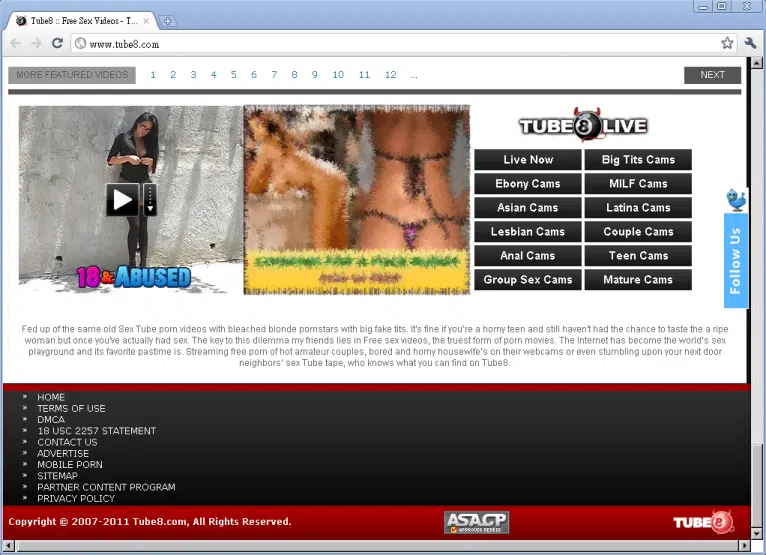 Tube8 :: Free Sex Videos - T...
www.tube8.com
MORE FEATURED VIDEOS 1 2 3 4 5 6 7 8 9 10 11 12 ... NEXT
TUBE 8 LIVE
Live Now Big Tits Cams
Ebony Cams MILF Cams
Asian Cams Latina Cams
Lesbian Cams Couple Cams
Anal Cams Teen Cams
Group Sex Cams Mature Cams
18 & ABUSED
Follow Us
Fed up of the same old Sex Tube porn videos with bleached blonde pornstars with big fake tits. It's fine if you're a horny teen and still haven't had the chance to taste the a ripe
woman but once you've actually had sex. The key to this dilemma my friends lies in Free sex videos, the truest form of porn movies. The Internet has become the world's sex
playground and its favorite pastime is. Streaming free porn of hot amateur couples, bored and horny housewife's on their webcams or even stumbling upon your next door
neighbors' sex Tube tape, who knows what you can find on Tube8.
» HOME
» TERMS OF USE
» DMCA
» 18 USC 2257 STATEMENT
» CONTACT US
» ADVERTISE
» MOBILE PORN
» SITEMAP
» PARTNER CONTENT PROGRAM
» PRIVACY POLICY
Copyright © 2007-2011 Tube8.com, All Rights Reserved.
ASACP
APPROVED MEMBER
TUBE 8